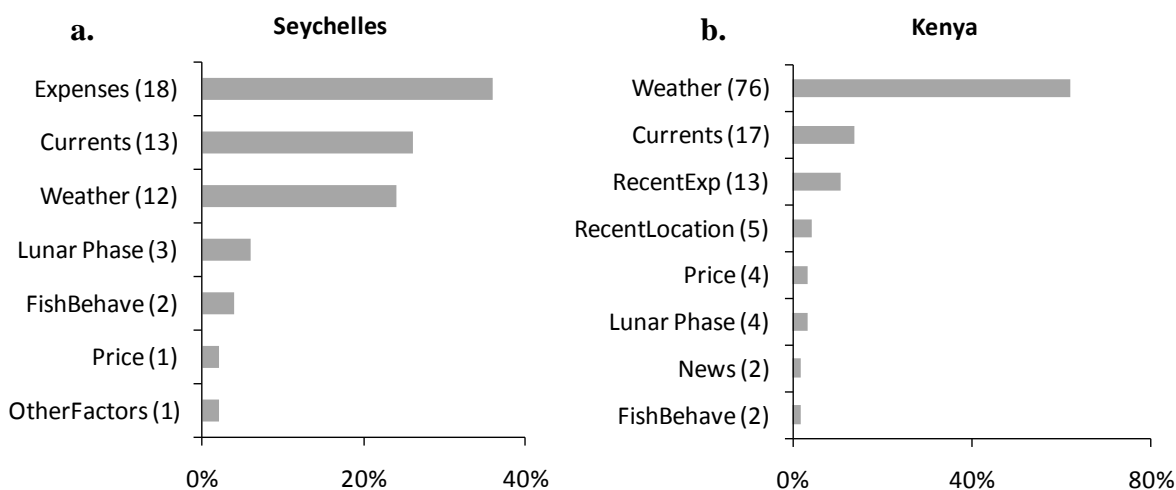 a.
Seychelles
Expenses (18)
Currents (13)
Weather (12)
Lunar Phase (3)
FishBehave (2)
Price (1)
OtherFactors (1)
0% 20% 40%
b.
Kenya
Weather (76)
Currents (17)
RecentExp (13)
RecentLocation (5)
Price (4)
Lunar Phase (4)
News (2)
FishBehave (2)
0% 40% 80%